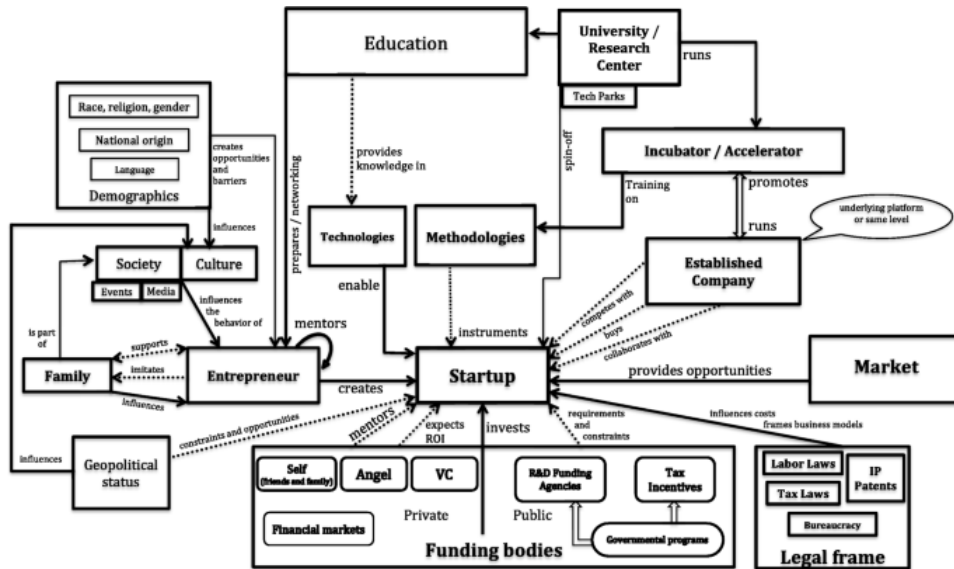 Education
University /
Research
Center
runs
Tech Parks
Race, religion, gender
National origin
Language
Demographics
creates
opportunities
and
barriers
provides
knowledge in
spin-off
Incubator / Accelerator
prepares / networking
Training
on
promotes
underlying platform
or same level
influences
Technologies
Methodologies
runs
Society
Culture
Established
Company
Events
Media
enable
influences
the
behavior of
competes with
is part
of
mentors
instruments
buys
collaborates with
supports
Family
imitates
Entrepreneur
Startup
provides opportunities
Market
creates
influences
constraints and opportunities
mentors
expects
ROI
invests
requirements
and
constraints
influences costs
frames business models
influences
Geopolitical
status
Self
(friends and family)
Angel
VC
R&D Funding
Agencies
Tax
Incentives
Labor Laws
IP
Patents
Tax Laws
Financial markets
Private
Public
Bureaucracy
Governmental programs
Funding bodies
Legal frame